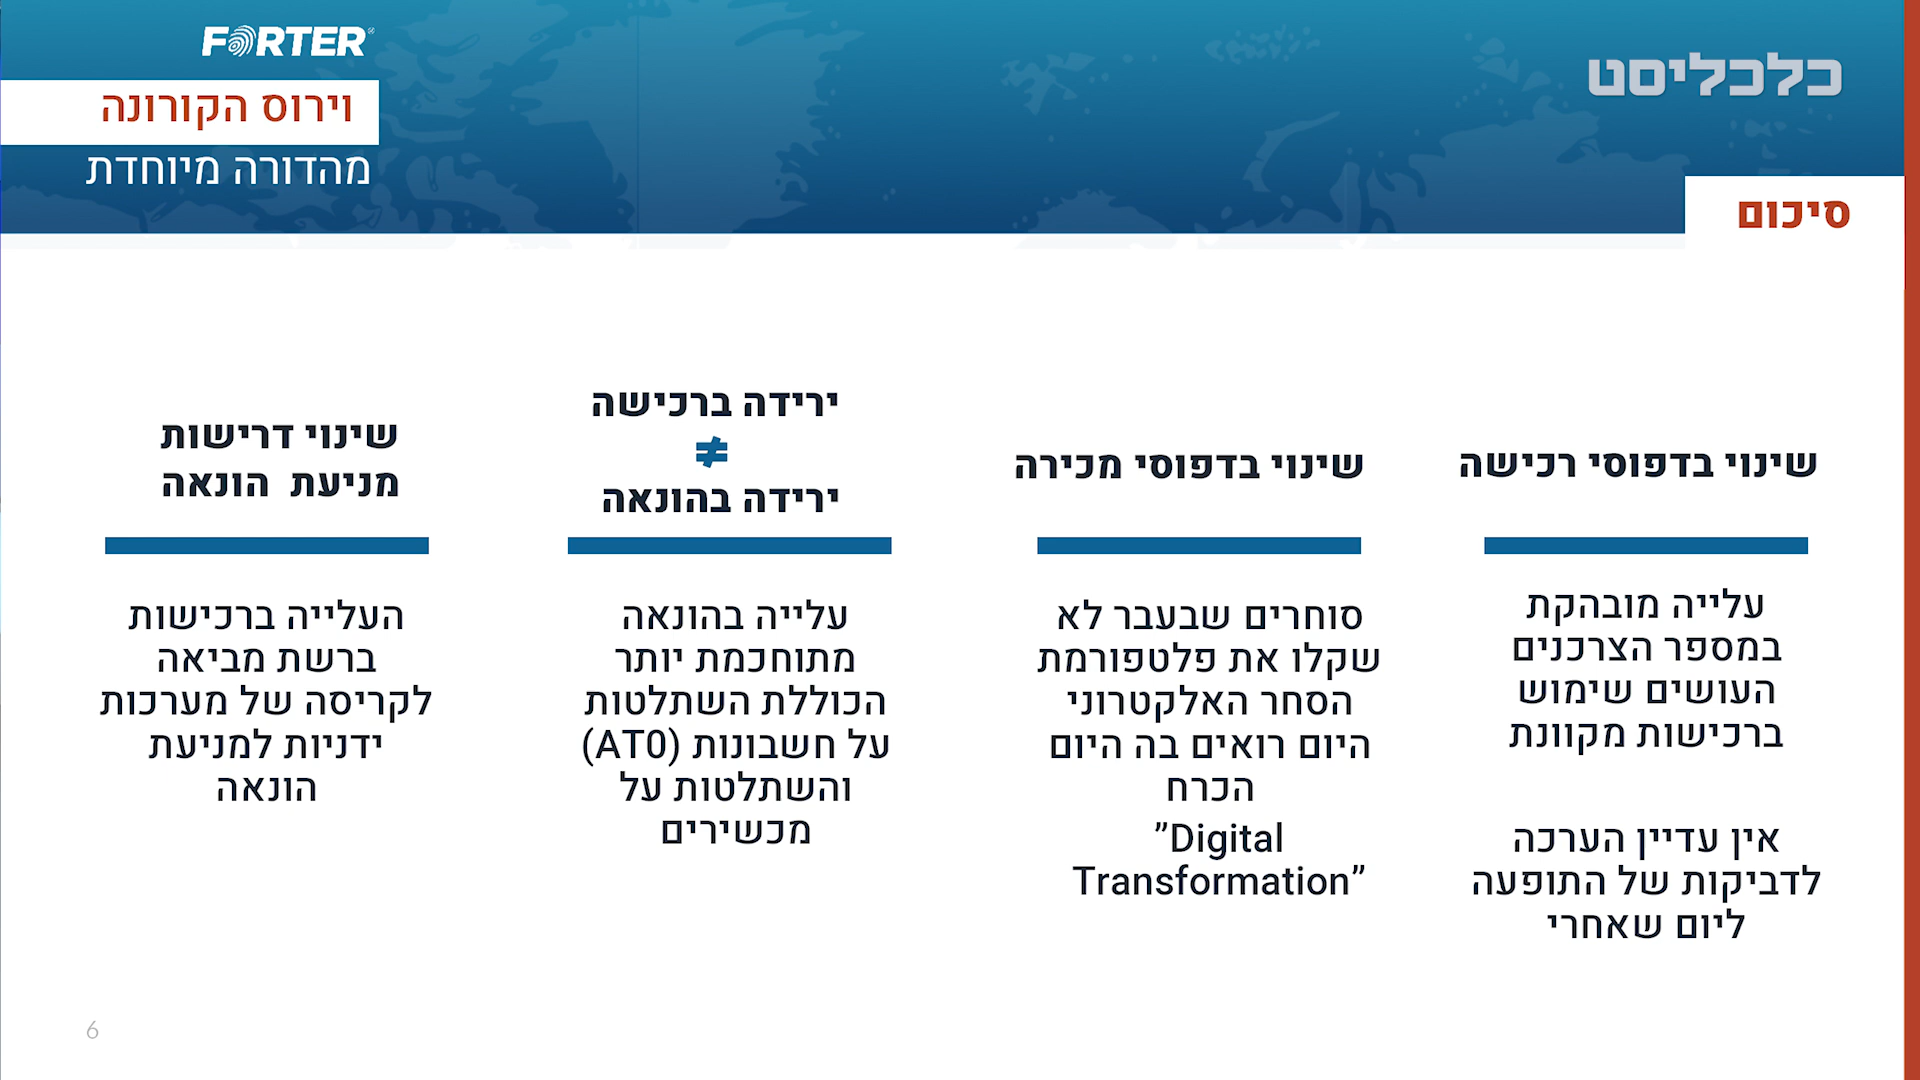 FORTER
כלכליסט
וירוס הקורונה
מהדורה מיוחדת
סיכום
שינוי בדפוסי רכישה
עלייה מובהקת
במספר הצרכנים
העושים שימוש
ברכישות מקוונת
אין עדיין הערכה
לדביקות של התופעה
ליום שאחרי
שינוי בדפוסי מכירה
סוחרים שבעבר לא
שקלו את פלטפורמת
הסחר האלקטרוני
היום רואים בה היום
הכרח
”Digital
Transformation”
ירידה ברכישה
≠
ירידה בהונאה
עלייה בהונאה
מתוחכמת יותר
הכוללת השתלטות
על חשבונות (AT0)
והשתלטות על
מכשירים
שינוי דרישות
מניעת הונאה
העלייה ברכישות
ברשת מביאה
לקריסה של מערכות
ידניות למניעת
הונאה
6